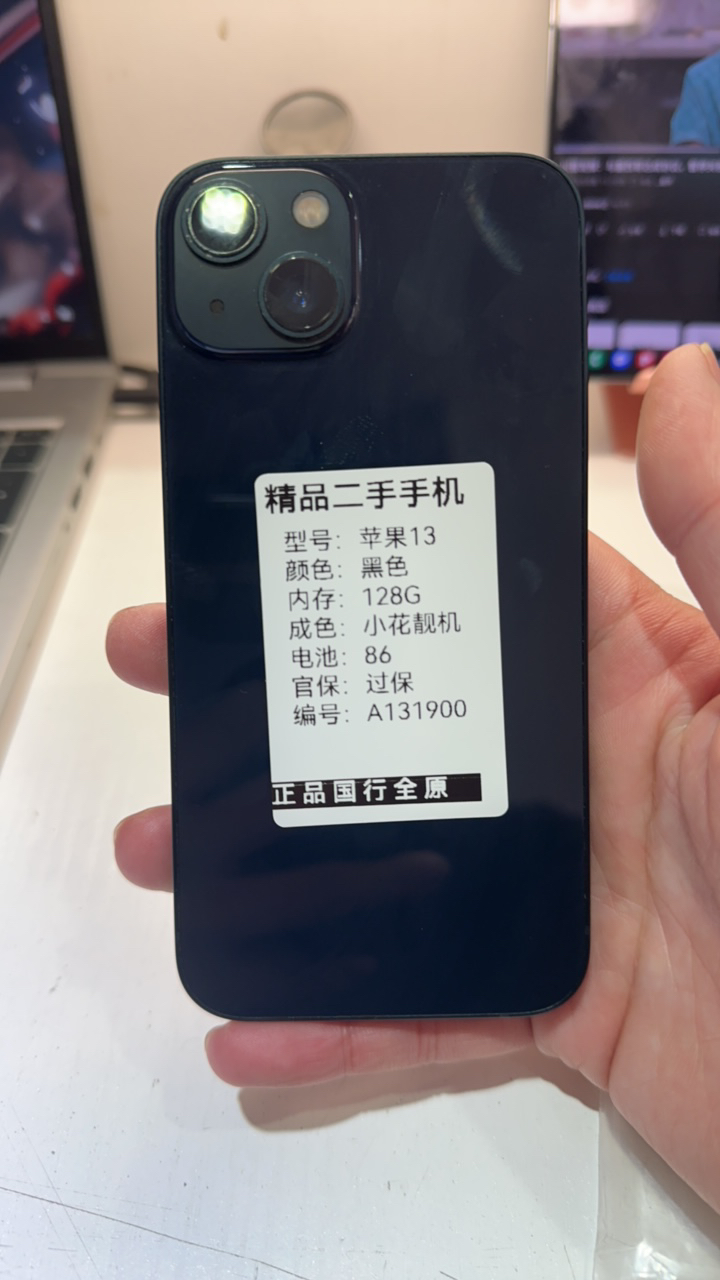 精品二手手机
型号：苹果13
颜色：黑色
内存：128G
成色：小花靓机
电池：86
官保：过保
编号：A131900
正品国行全原